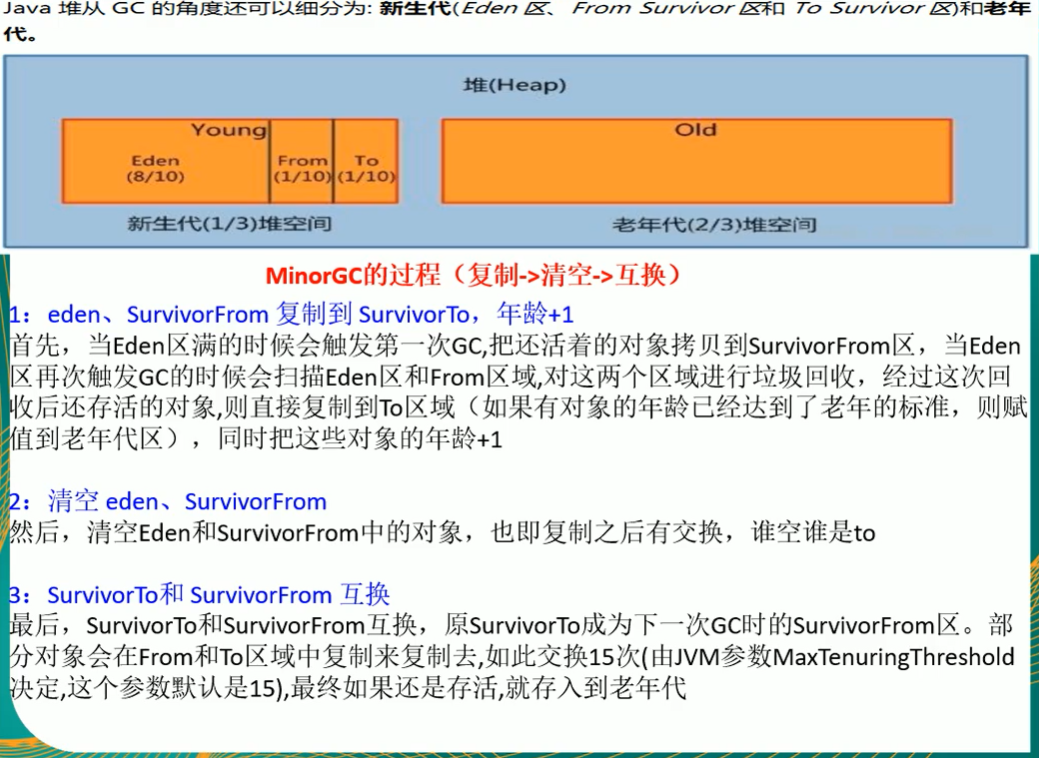 Java 堆从 GC 的角度还可以细分为: 新生代(Eden 区、From Survivor 区和 To Survivor 区)和老年
代。
堆(Heap)
Young
Old
Eden
(8/10)
From
(1/10)
To
(1/10)
新生代(1/3)堆空间
老年代(2/3)堆空间
MinorGC的过程（复制->清空->互换）
1：eden、SurvivorFrom 复制到 SurvivorTo，年龄+1
首先，当Eden区满的时候会触发第一次GC,把还活着的对象拷贝到SurvivorFrom区，当Eden
区再次触发GC的时候会扫描Eden区和From区域,对这两个区域进行垃圾回收，经过这次回
收后还存活的对象,则直接复制到To区域（如果有对象的年龄已经达到了老年的标准，则赋
值到老年代区），同时把这些对象的年龄+1
2：清空 eden、SurvivorFrom
然后，清空Eden和SurvivorFrom中的对象，也即复制之后有交换，谁空谁是to
3：SurvivorTo和 SurvivorFrom 互换
最后，SurvivorTo和SurvivorFrom互换，原SurvivorTo成为下一次GC时的SurvivorFrom区。部
分对象会在From和To区域中复制来复制去,如此交换15次(由JVM参数MaxTenuringThreshold
决定,这个参数默认是15),最终如果还是存活,就存入到老年代